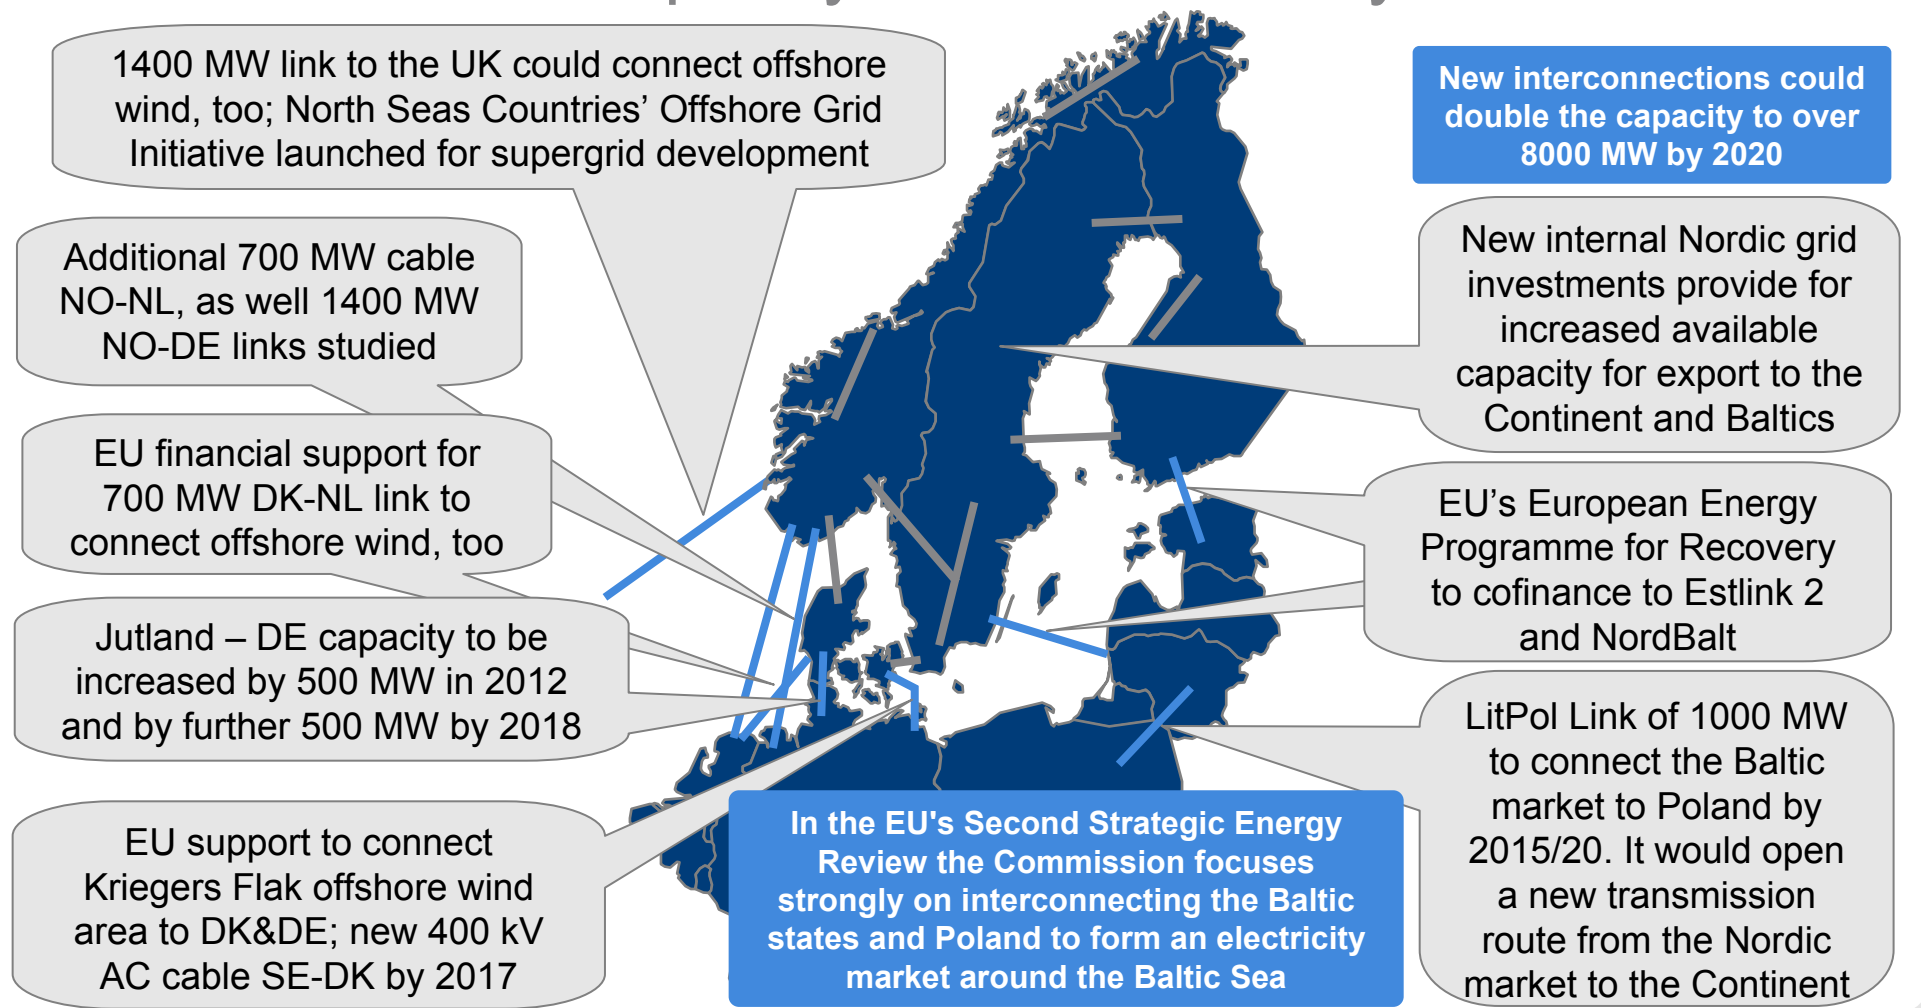 1400 MW link to the UK could connect offshore
wind, too; North Seas Countries’ Offshore Grid
Initiative launched for supergrid development
New interconnections could
double the capacity to over
8000 MW by 2020
Additional 700 MW cable
NO-NL, as well 1400 MW
NO-DE links studied
New internal Nordic grid
investments provide for
increased available
capacity for export to the
Continent and Baltics
EU financial support for
700 MW DK-NL link to
connect offshore wind, too
EU’s European Energy
Programme for Recovery
to cofinance to Estlink 2
and NordBalt
Jutland – DE capacity to be
increased by 500 MW in 2012
and by further 500 MW by 2018
LitPol Link of 1000 MW
to connect the Baltic
market to Poland by
2015/20. It would open
a new transmission
route from the Nordic
market to the Continent
EU support to connect
Kriegers Flak offshore wind
area to DK&DE; new 400 kV
AC cable SE-DK by 2017
In the EU's Second Strategic Energy
Review the Commission focuses
strongly on interconnecting the Baltic
states and Poland to form an electricity
market around the Baltic Sea